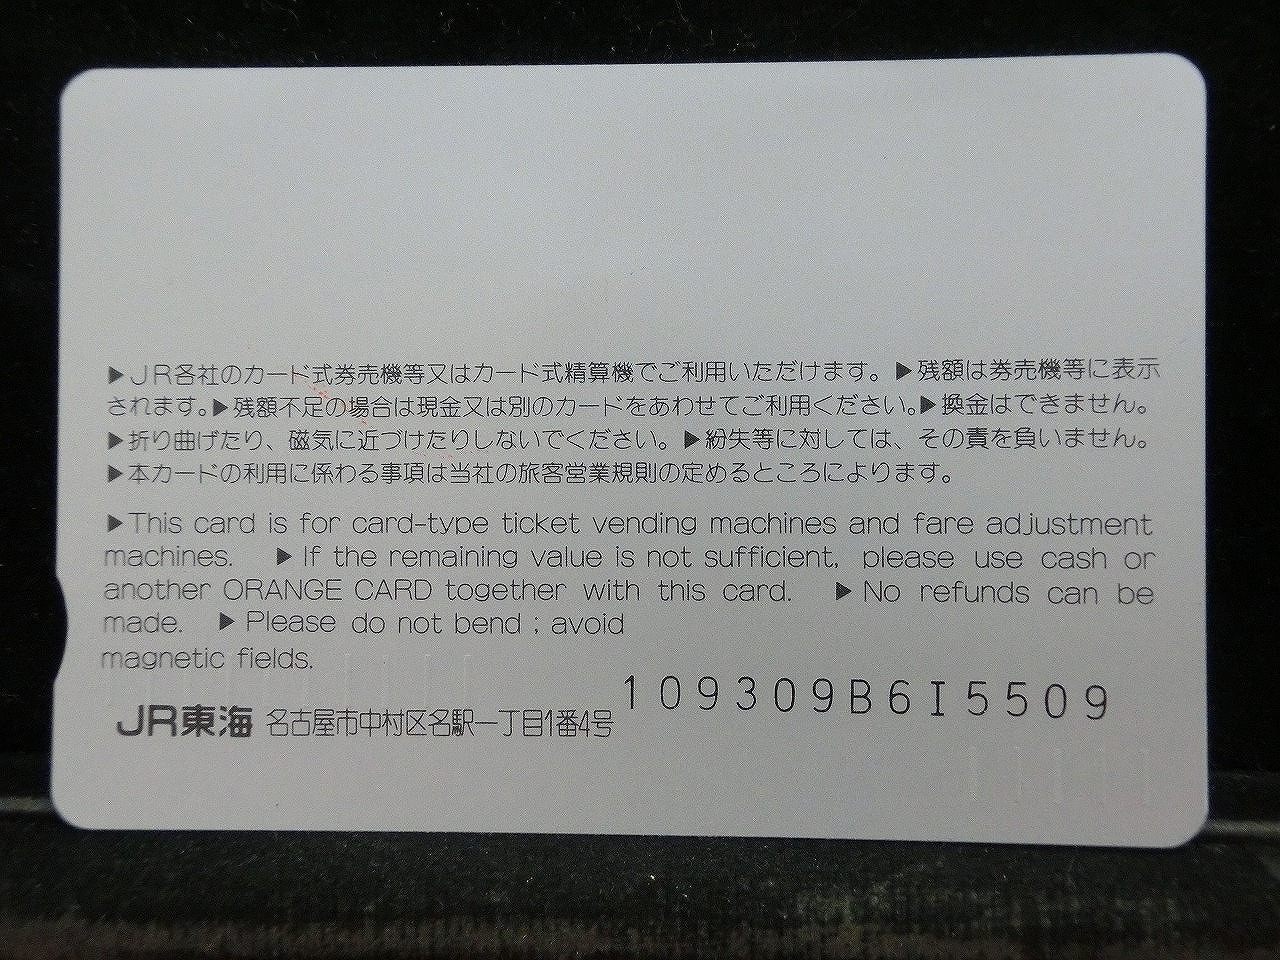 ▶ＪＲ各社のカード式券売機等又はカード式精算機でご利用いただけます。▶残額は券売機等に表示
されます。▶残額不足の場合は現金又は別のカードをあわせてご利用ください。▶換金はできません。
▶折り曲げたり、磁気に近づけたりしないでください。▶紛失等に対しては、その責を負いません。
▶本カードの利用に係わる事項は当社の旅客営業規則の定めるところによります。
▶This card is for card-type ticket vending machines and fare adjustment
machines. ▶If the remaining value is not sufficient, please use cash or
another ORANGE CARD together with this card. ▶No refunds can be
made. ▶Please do not bend ; avoid
magnetic fields.
109309B6I5509
JR東海 名古屋市中村区名駅一丁目1番4号